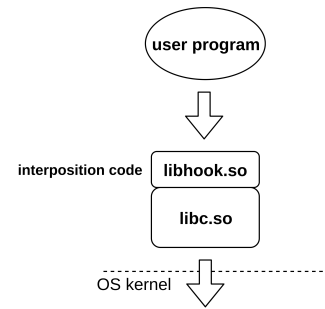 user program
interposition code
libhook.so
libc.so
OS kernel